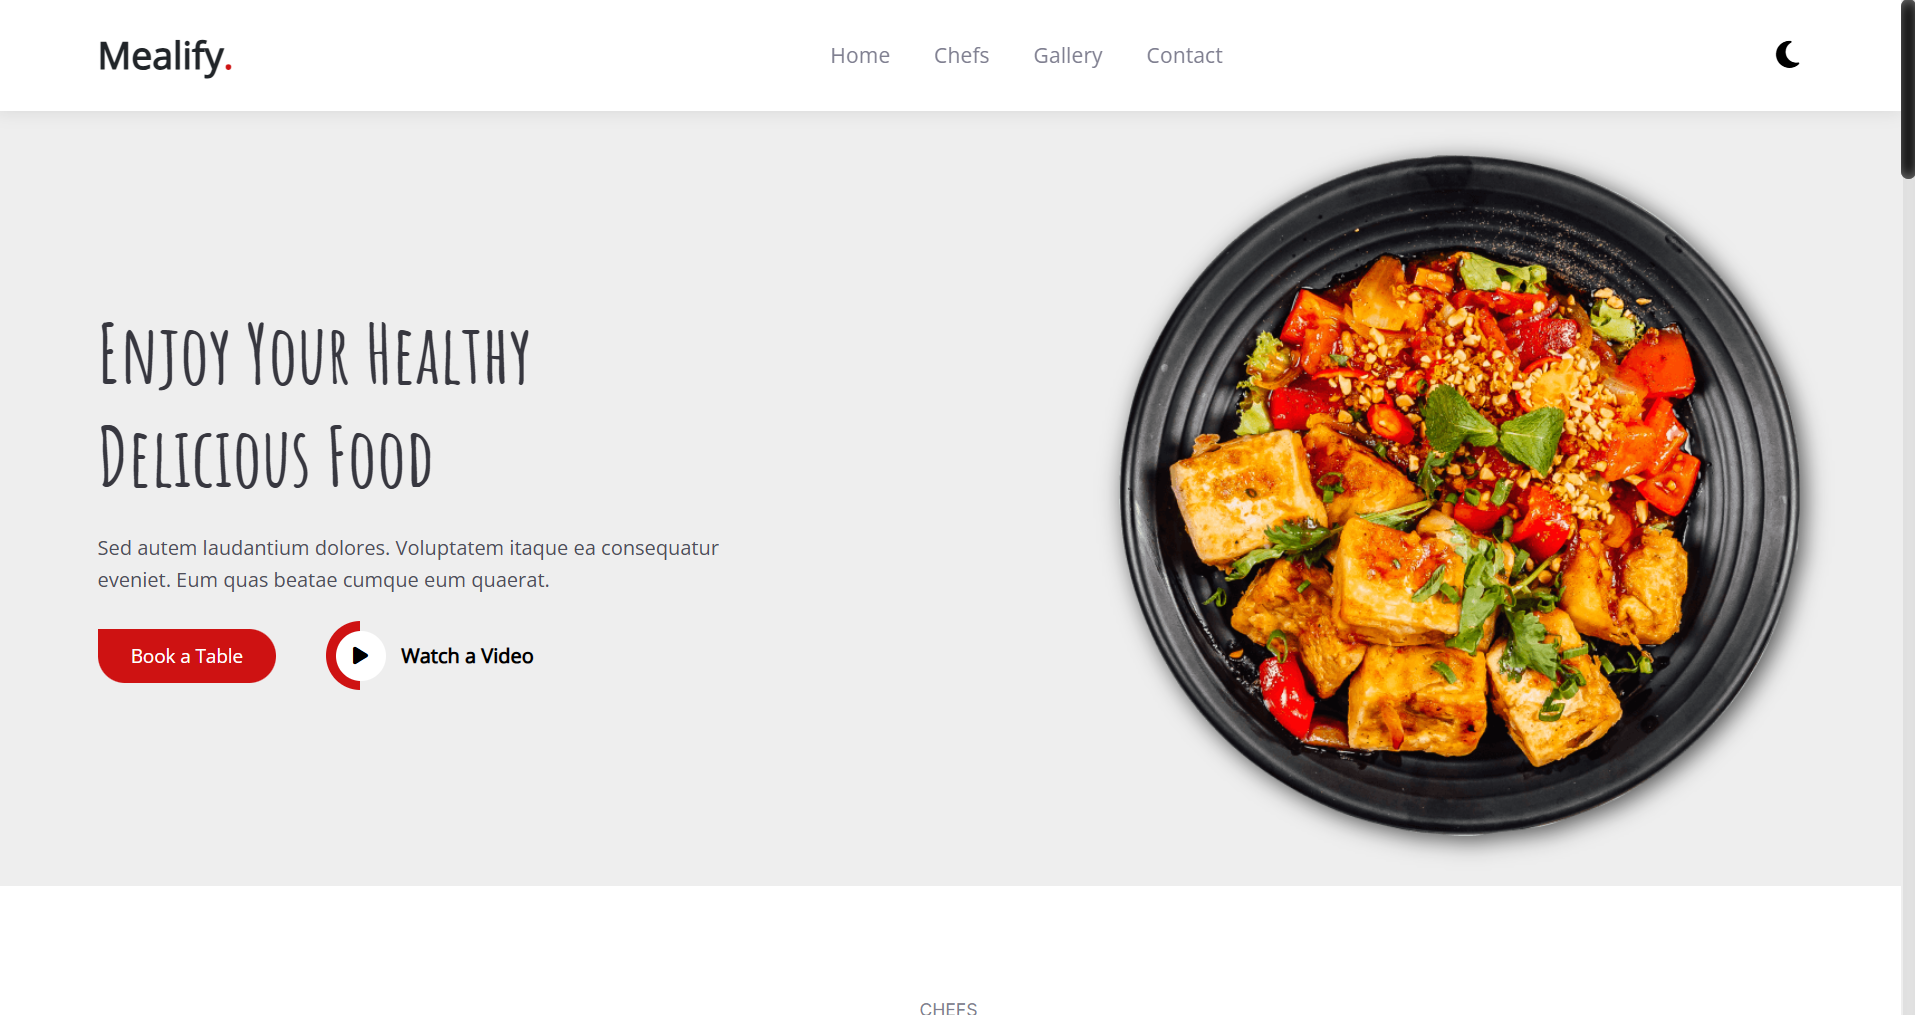 Mealify.
Home
Chefs
Gallery
Contact
Enjoy Your Healthy
Delicious Food
Sed autem laudantium dolores. Voluptatem itaque ea consequatur
eveniet. Eum quas beatae cumque eum quaerat.
Book a Table
Watch a Video
CHEFS